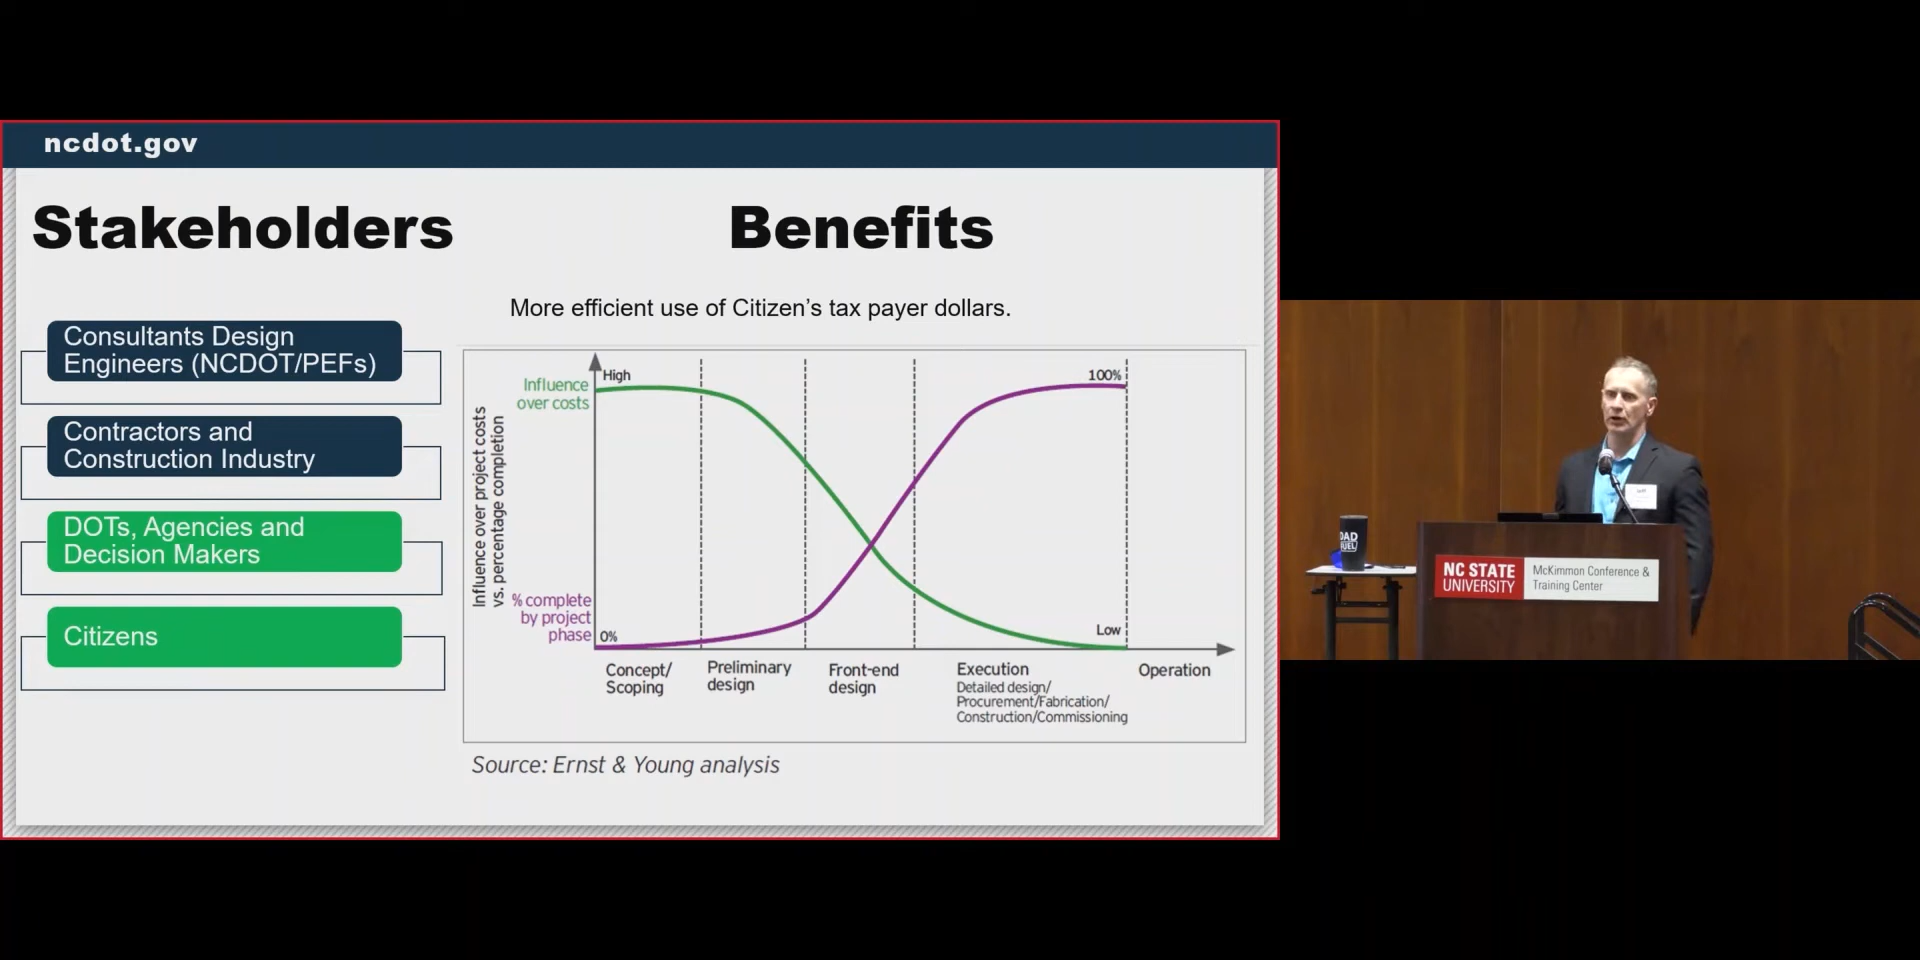 ncdot.gov
Stakeholders
Benefits
More efficient use of Citizen's tax payer dollars.
Consultants Design
Engineers (NCDOT/PEFs)
Contractors and
Construction Industry
DOTs, Agencies and
Decision Makers
Citizens
Influence over project costs
vs. percentage completion
Influence
over costs
High
100%
% complete
by project
phase
0%
Low
Concept/
Scoping
Preliminary
design
Front-end
design
Execution
Detailed design/
Procurement/Fabrication/
Construction/Commissioning
Operation
Source: Ernst & Young analysis
NC STATE
UNIVERSITY
McKimmon Conference &
Training Center